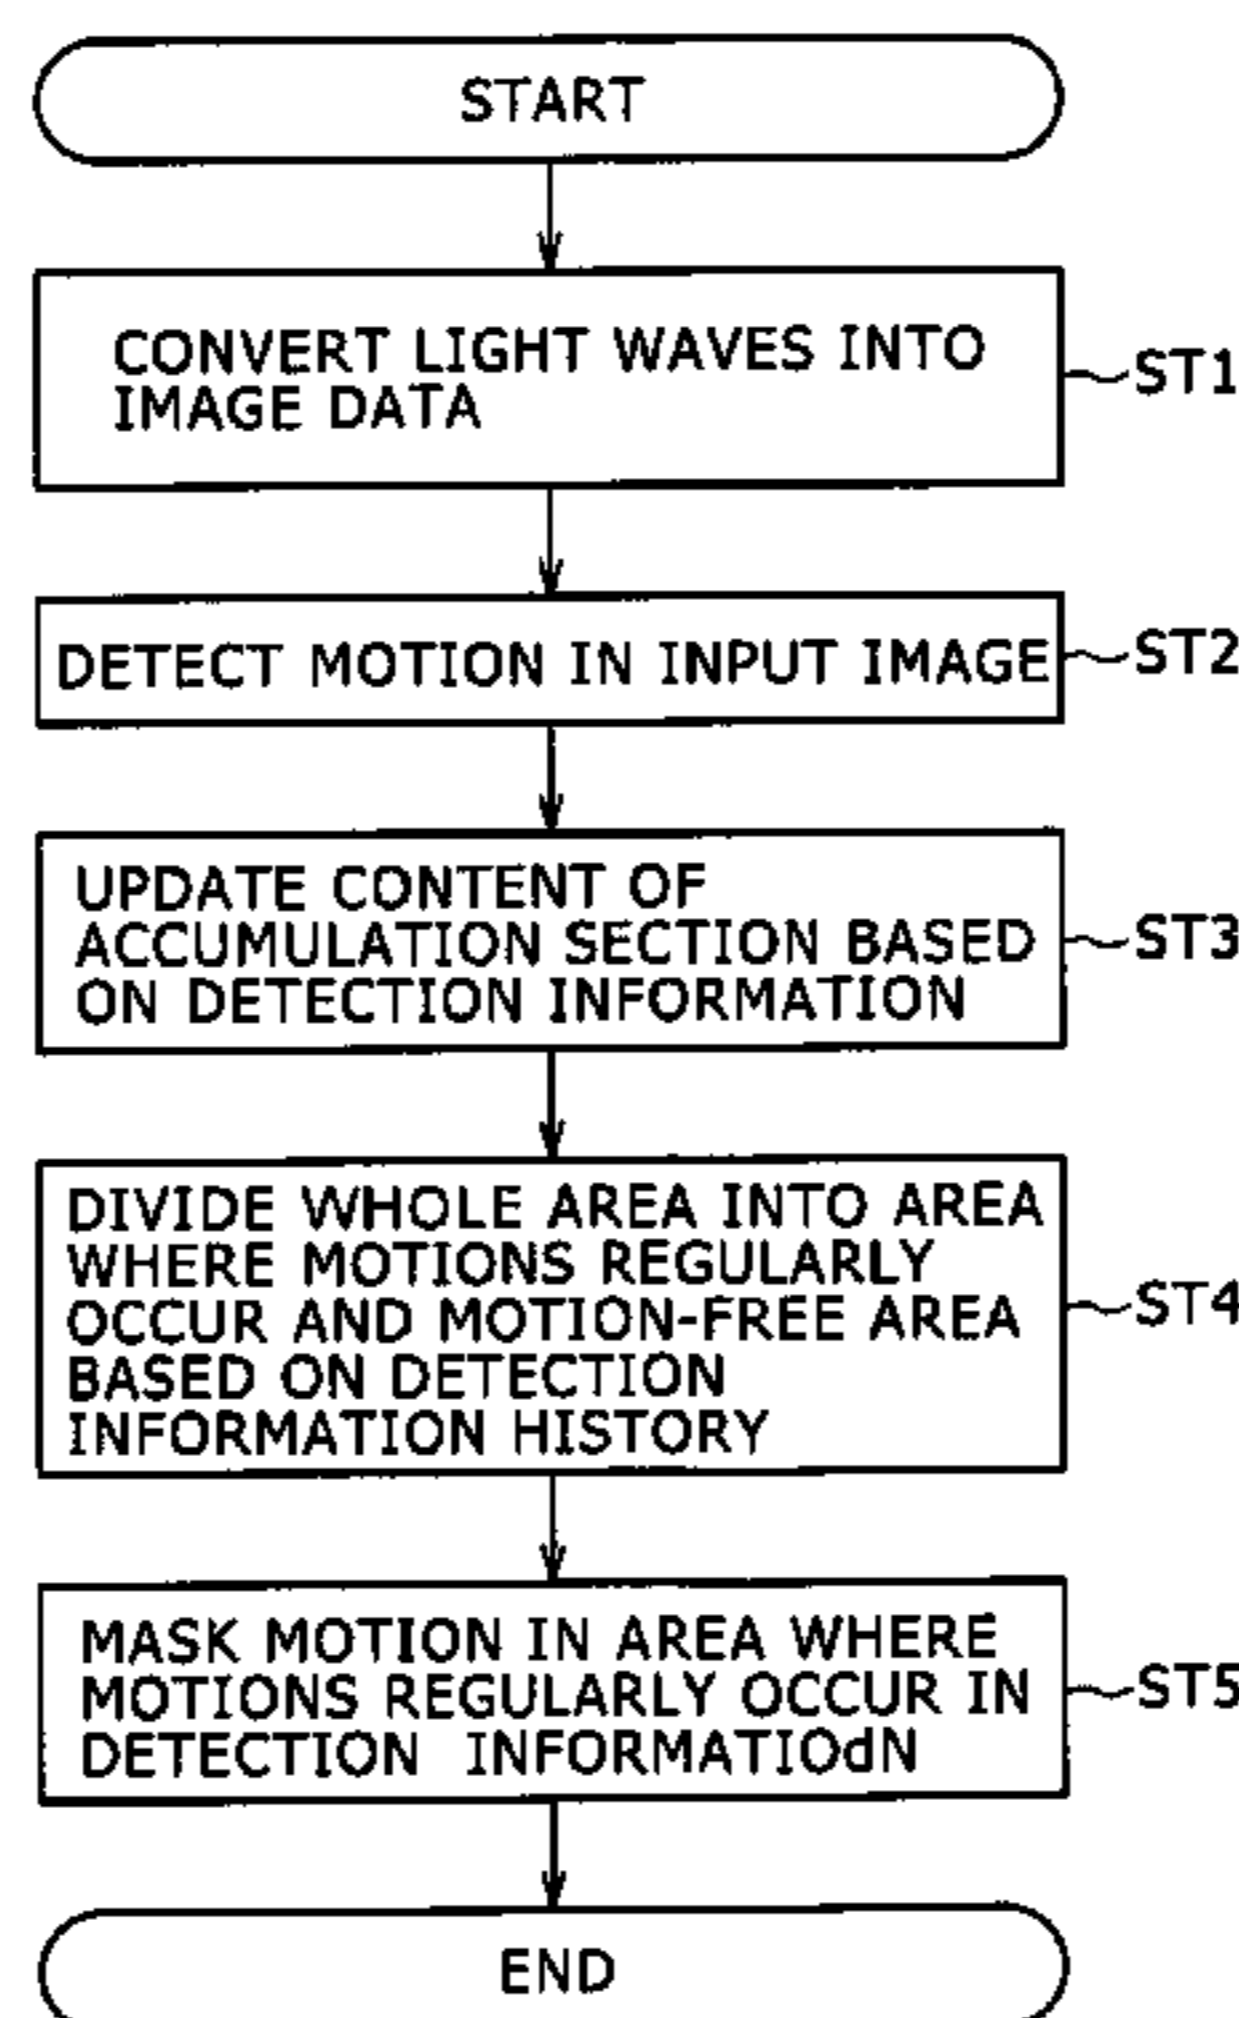 START
CONVERT LIGHT WAVES INTO
IMAGE DATA
ST1
DETECT MOTION IN INPUT IMAGE
ST2
UPDATE CONTENT OF
ACCUMULATION SECTION BASED
ON DETECTION INFORMATION
ST3
DIVIDE WHOLE AREA INTO AREA
WHERE MOTIONS REGULARLY
OCCUR AND MOTION-FREE AREA
BASED ON DETECTION
INFORMATION HISTORY
ST4
MASK MOTION IN AREA WHERE
MOTIONS REGULARLY OCCUR IN
DETECTION INFORMATIOdN
ST5
END